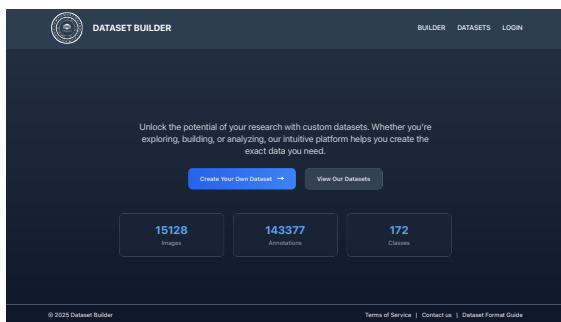 DATASET BUILDER
BUILDER DATASETS LOGIN
Unlock the potential of your research with custom datasets. Whether you're
exploring, building, or analyzing, our intuitive platform helps you create the
exact data you need.
Create Your Own Dataset →
View Our Datasets
15128
Images
143377
Annotations
172
Classes
© 2025 Dataset Builder
Terms of Service | Contact us | Dataset Format Guide